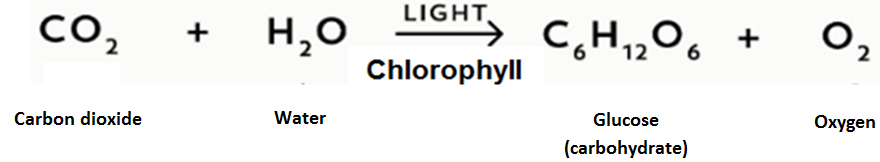 LIGHT
CO₂ + H₂O → C₆H₁₂O₆ + O₂
Chlorophyll
Carbon dioxide Water Glucose Oxygen
(carbohydrate)